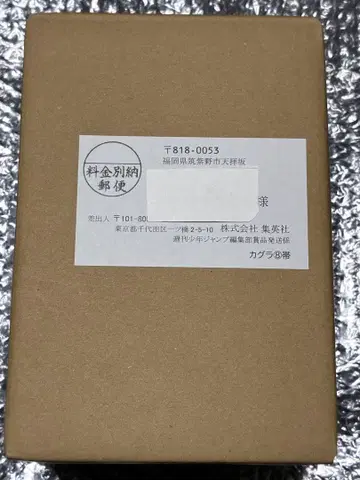 〒818-0053
福岡県筑紫野市天拝坂
料金別納
郵便
様
差出人 〒101-80
東京都千代田区一ツ橋2-5-10 株式会社 集英社
週刊少年ジャンプ編集部賞品発送係
カグラ⑧帯